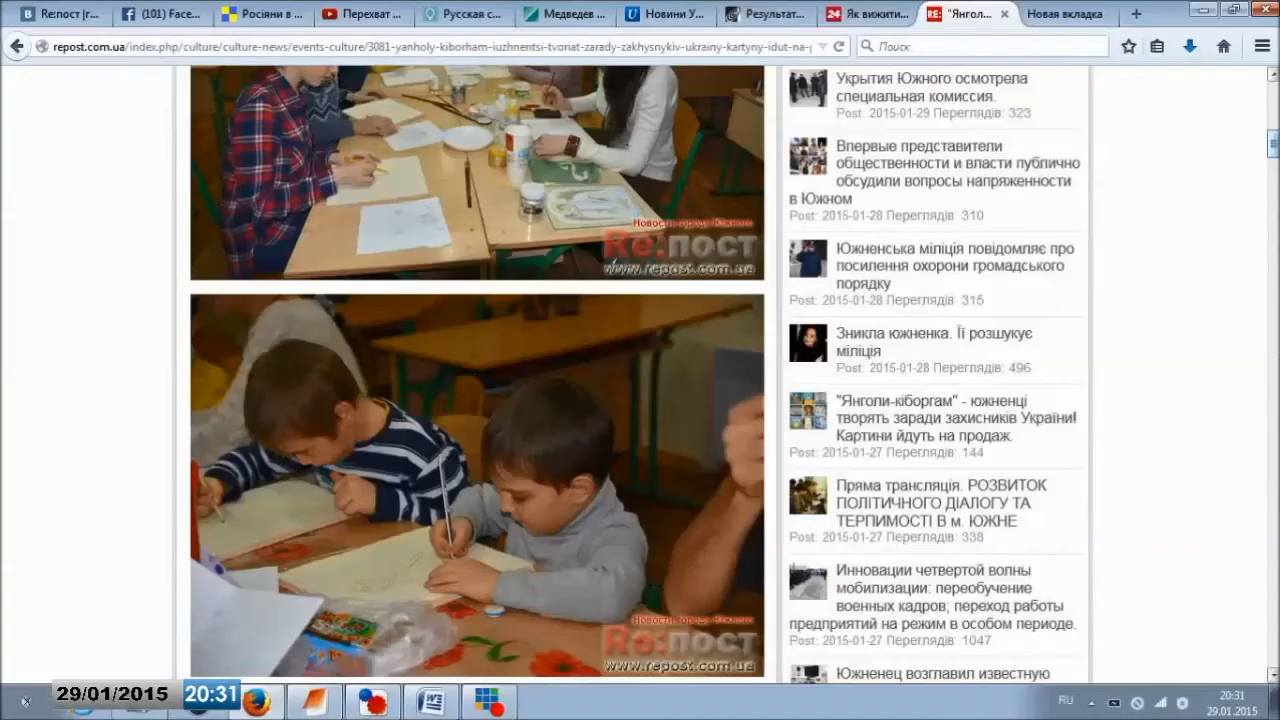 Re:пост |г...
(101) Face...
Росіяни в ...
Перехват ...
Русская с...
Медведев ...
Новини У...
Результат...
Як вижити...
"Янгол...
Новая вкладка
repost.com.ua/index.php/culture/culture-news/events-culture/3081-yanholy-kiborham-iuzhnentsi-tvoriat-zarady-zakhysnykiv-ukrainy-kartyny-idut-na-
Поиск
Новости города Южного
Re:пост
www.repost.com.ua
Новости города Южного
Re:пост
www.repost.com.ua
Укрытия Южного осмотрела
специальная комиссия.
Post: 2015-01-29 Переглядів: 323
Впервые представители
общественности и власти публично
обсудили вопросы напряженности
в Южном
Post: 2015-01-28 Переглядів: 310
Южненська міліція повідомляє про
посилення охорони громадського
порядку
Post: 2015-01-28 Переглядів: 315
Зникла южненка. Її розшукує
міліція
Post: 2015-01-28 Переглядів: 496
"Янголи-кіборгам" - южненці
творять заради захисників України!
Картини йдуть на продаж.
Post: 2015-01-27 Переглядів: 144
Пряма трансляція. РОЗВИТОК
ПОЛІТИЧНОГО ДІАЛОГУ ТА
ТЕРПИМОСТІ В м. ЮЖНЕ
Post: 2015-01-27 Переглядів: 338
Инновации четвертой волны
мобилизации: переобучение
военных кадров; переход работы
предприятий на режим в особом периоде.
Post: 2015-01-27 Переглядів: 1047
Южненец возглавил известную
29/01/2015 20:31
RU
20:31
29.01.2015